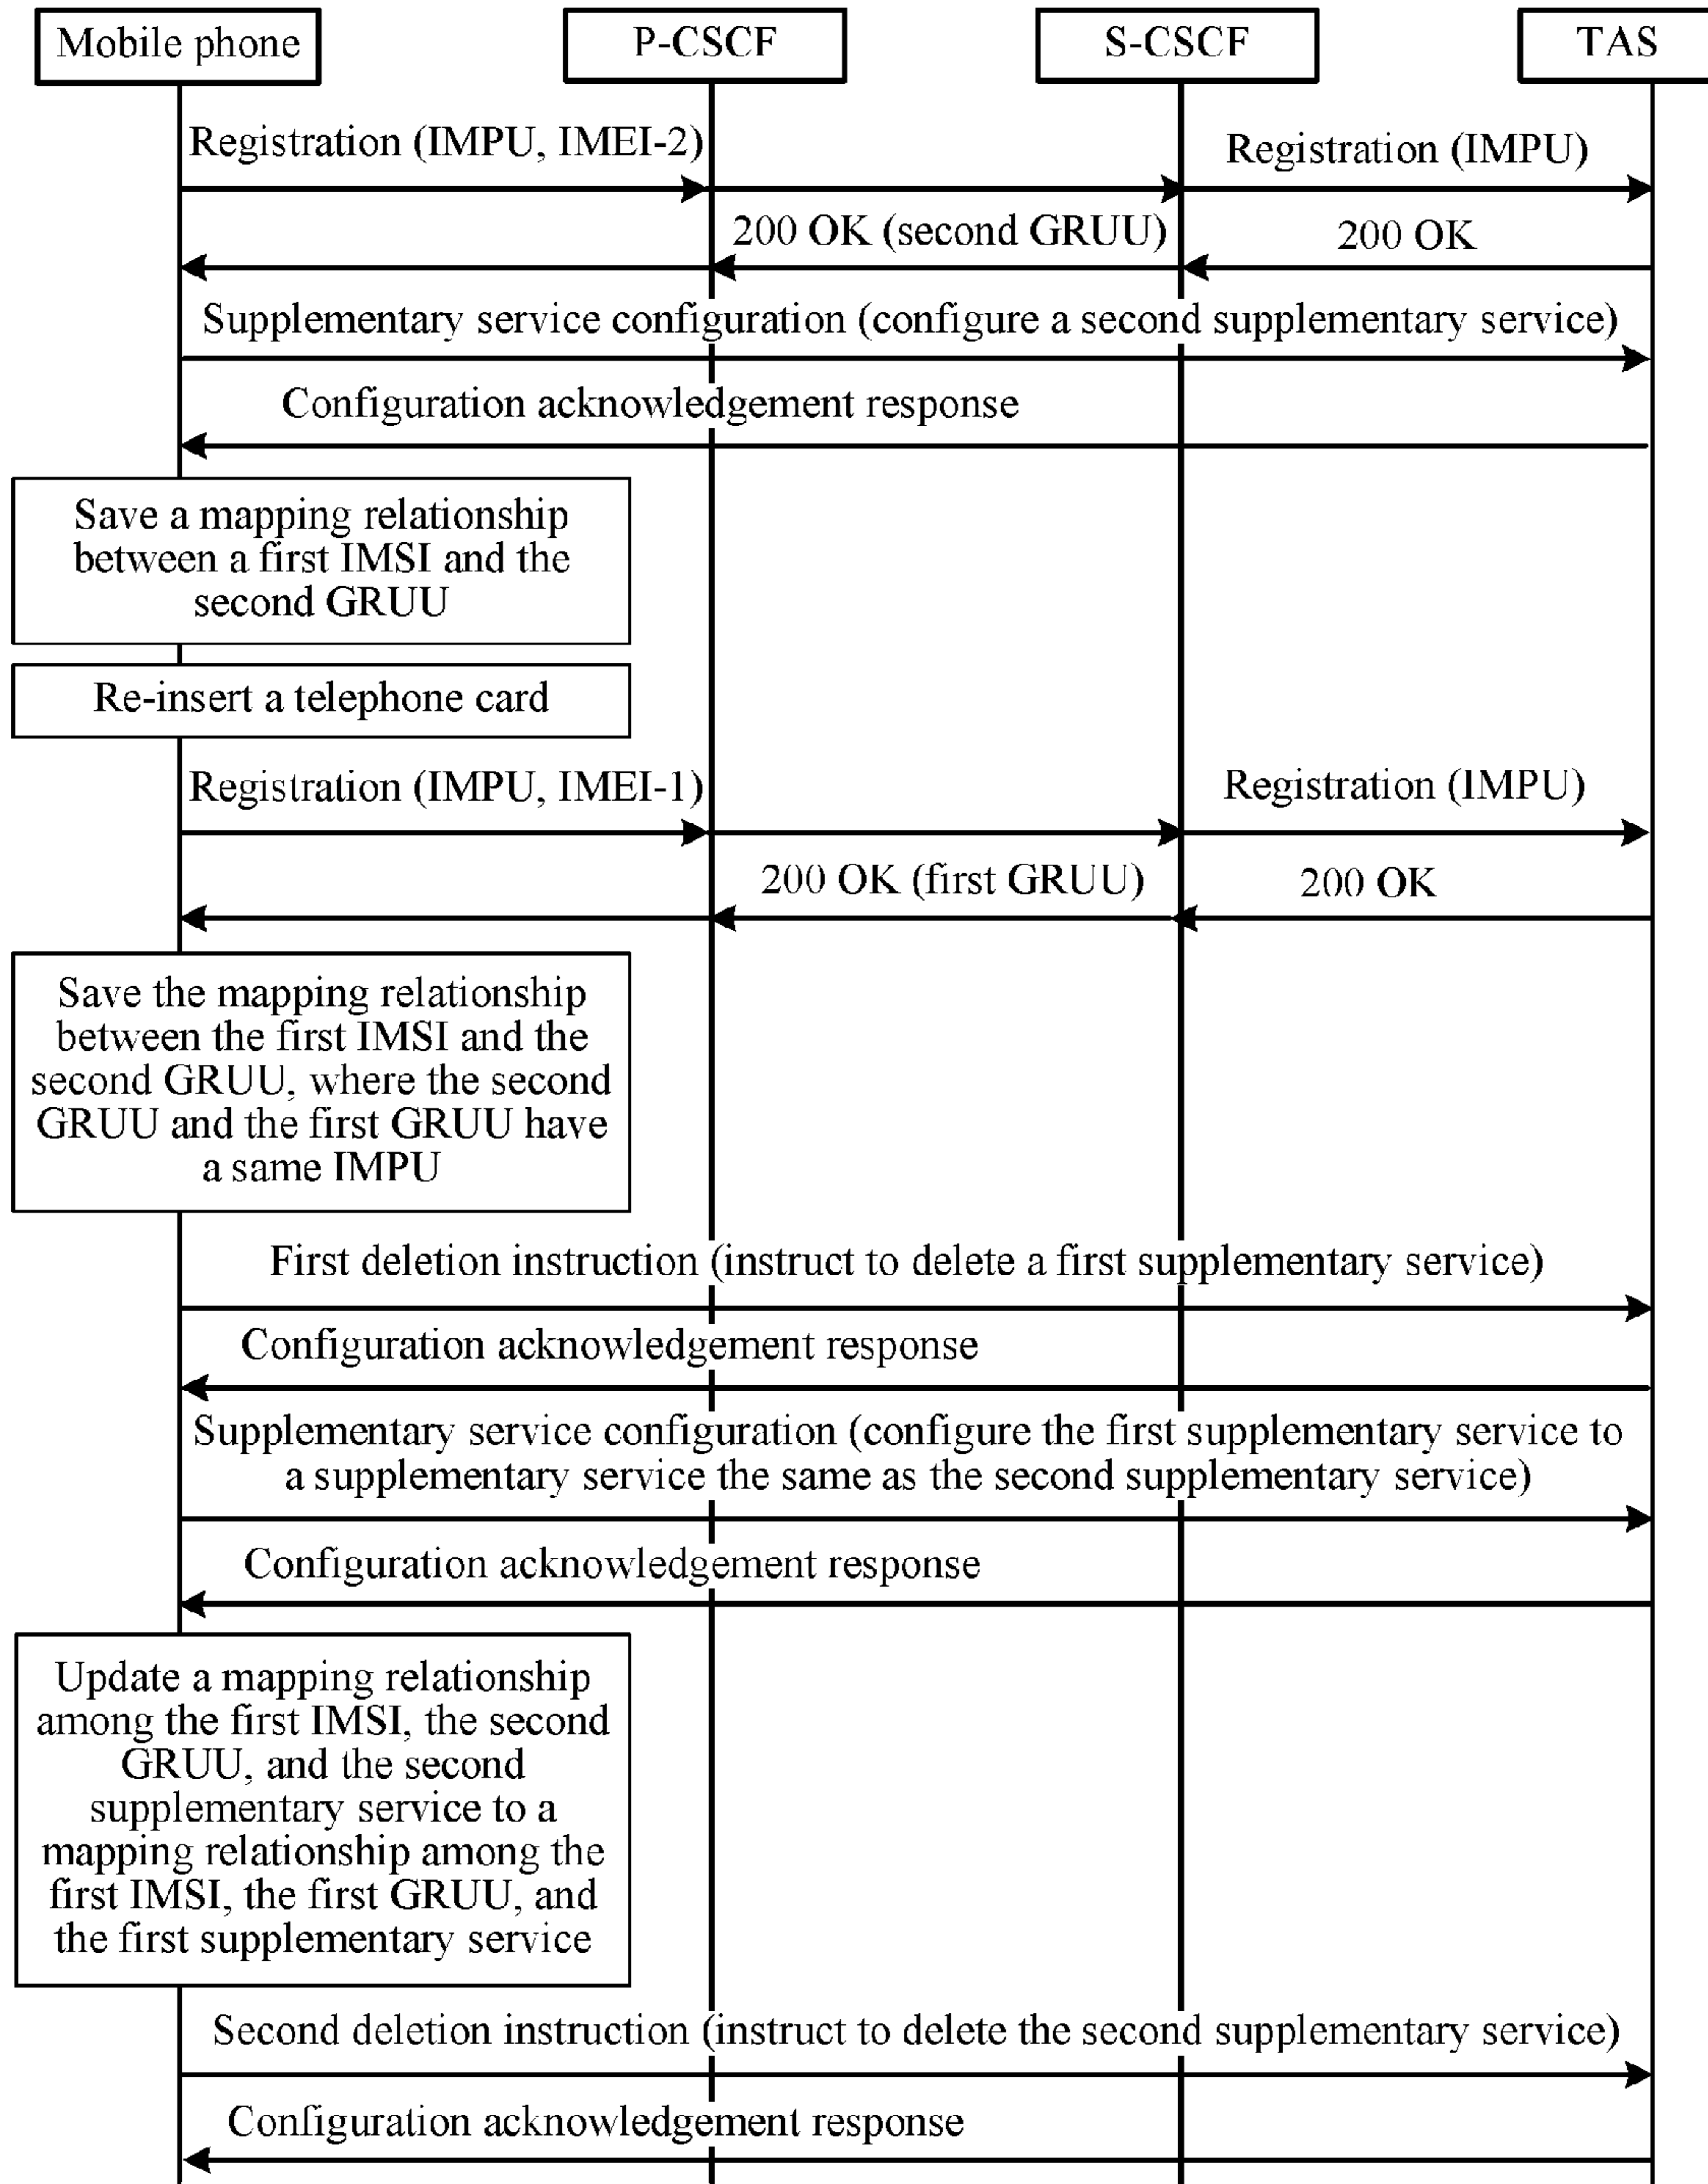 Mobile phone
P-CSCF
S-CSCF
TAS
Registration (IMPU, IMEI-2)
Registration (IMPU)
200 OK (second GRUU)
200 OK
Supplementary service configuration (configure a second supplementary service)
Configuration acknowledgement response
Save a mapping relationship
between a first IMSI and the
second GRUU
Re-insert a telephone card
Registration (IMPU, IMEI-1)
Registration (IMPU)
200 OK (first GRUU)
200 OK
Save the mapping relationship
between the first IMSI and the
second GRUU, where the second
GRUU and the first GRUU have
a same IMPU
First deletion instruction (instruct to delete a first supplementary service)
Configuration acknowledgement response
Supplementary service configuration (configure the first supplementary service to
a supplementary service the same as the second supplementary service)
Configuration acknowledgement response
Update a mapping relationship
among the first IMSI, the second
GRUU, and the second
supplementary service to a
mapping relationship among the
first IMSI, the first GRUU, and
the first supplementary service
Second deletion instruction (instruct to delete the second supplementary service)
Configuration acknowledgement response